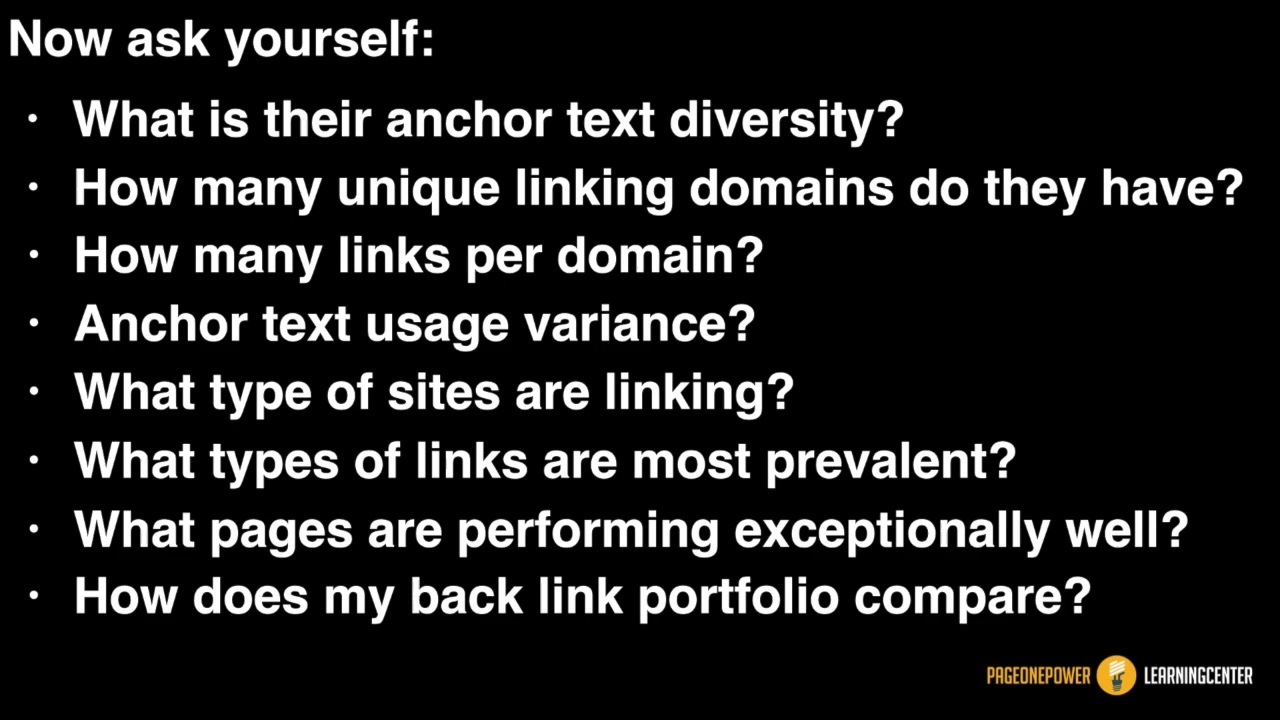 Now ask yourself:
• What is their anchor text diversity?
• How many unique linking domains do they have?
• How many links per domain?
• Anchor text usage variance?
• What type of sites are linking?
• What types of links are most prevalent?
• What pages are performing exceptionally well?
• How does my back link portfolio compare?
PAGEONEPOWER LEARNINGCENTER